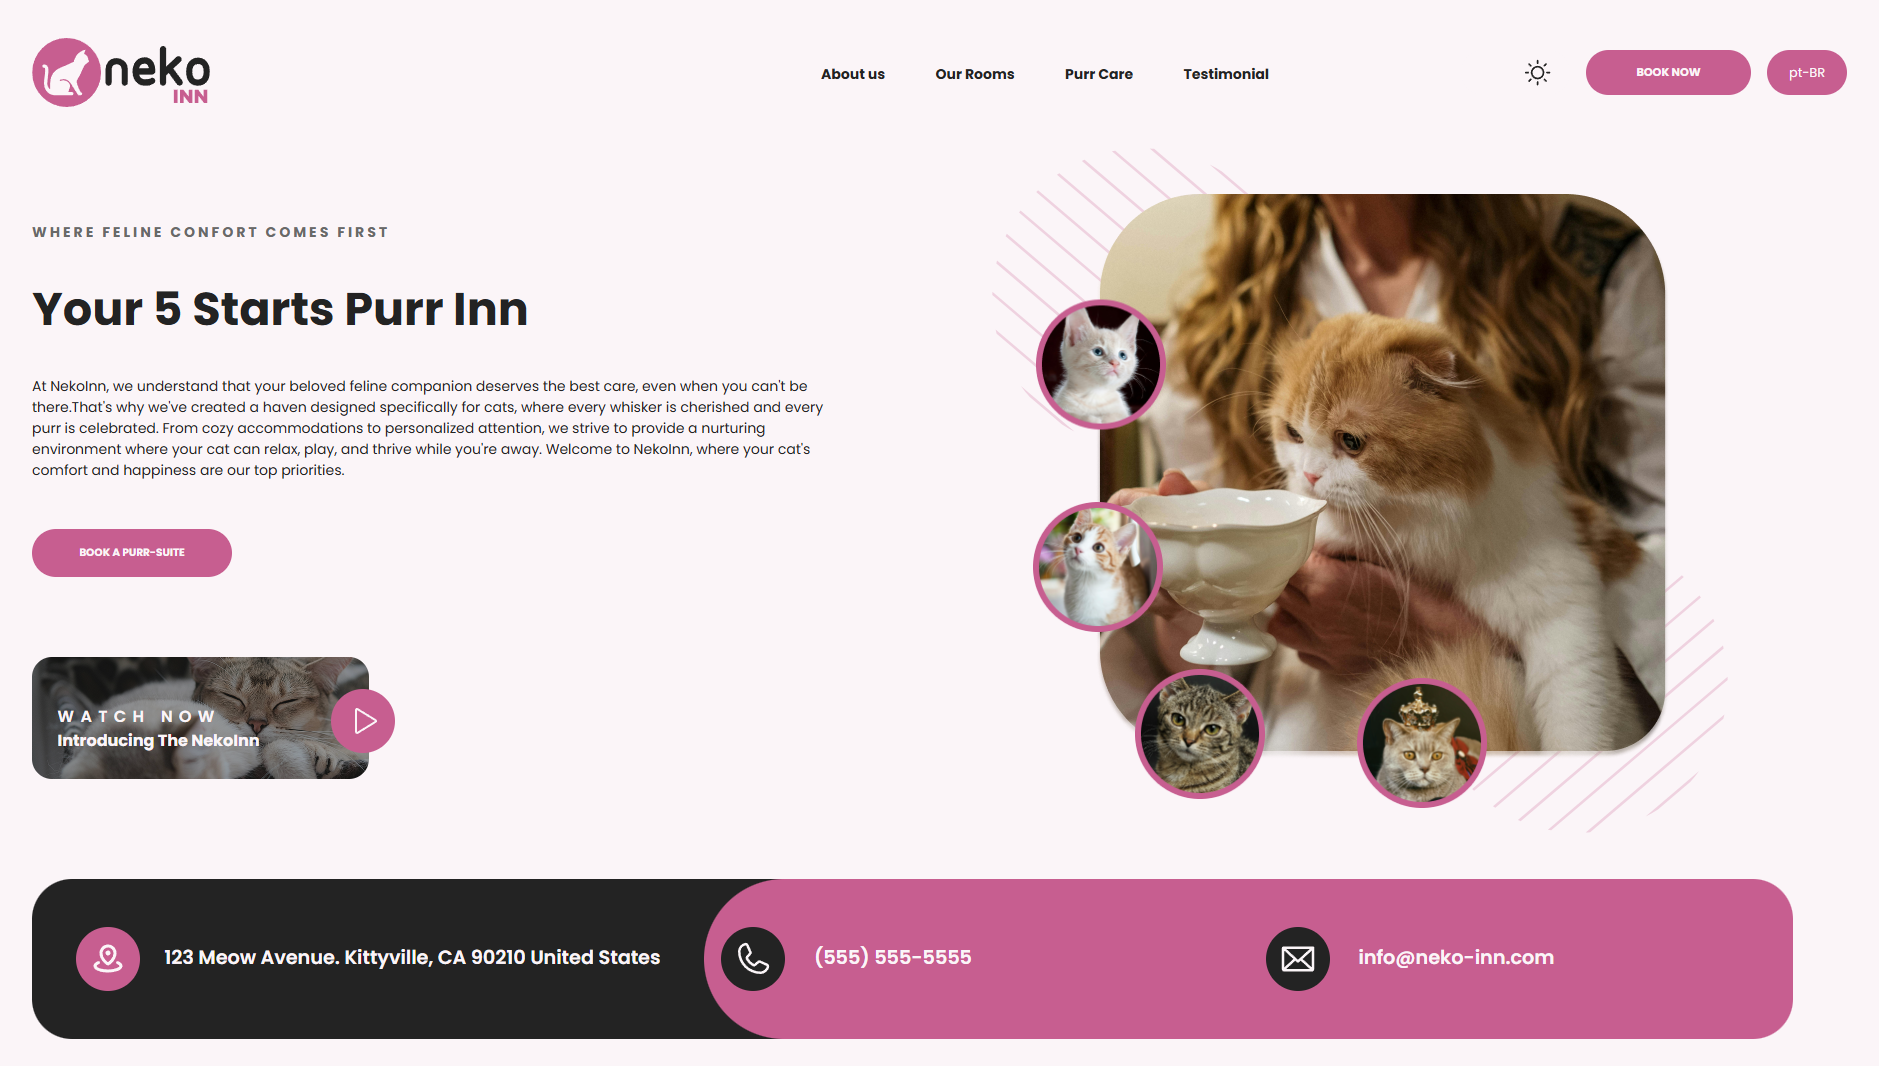 neko
INN
About us
Our Rooms
Purr Care
Testimonial
BOOK NOW
pt-BR
WHERE FELINE CONFORT COMES FIRST
Your 5 Starts Purr Inn
At NekoInn, we understand that your beloved feline companion deserves the best care, even when you can't be
there.That's why we've created a haven designed specifically for cats, where every whisker is cherished and every
purr is celebrated. From cozy accommodations to personalized attention, we strive to provide a nurturing
environment where your cat can relax, play, and thrive while you're away. Welcome to NekoInn, where your cat's
comfort and happiness are our top priorities.
BOOK A PURR-SUITE
WATCH NOW
Introducing The NekoInn
123 Meow Avenue. Kittyville, CA 90210 United States
(555) 555-5555
info@neko-inn.com